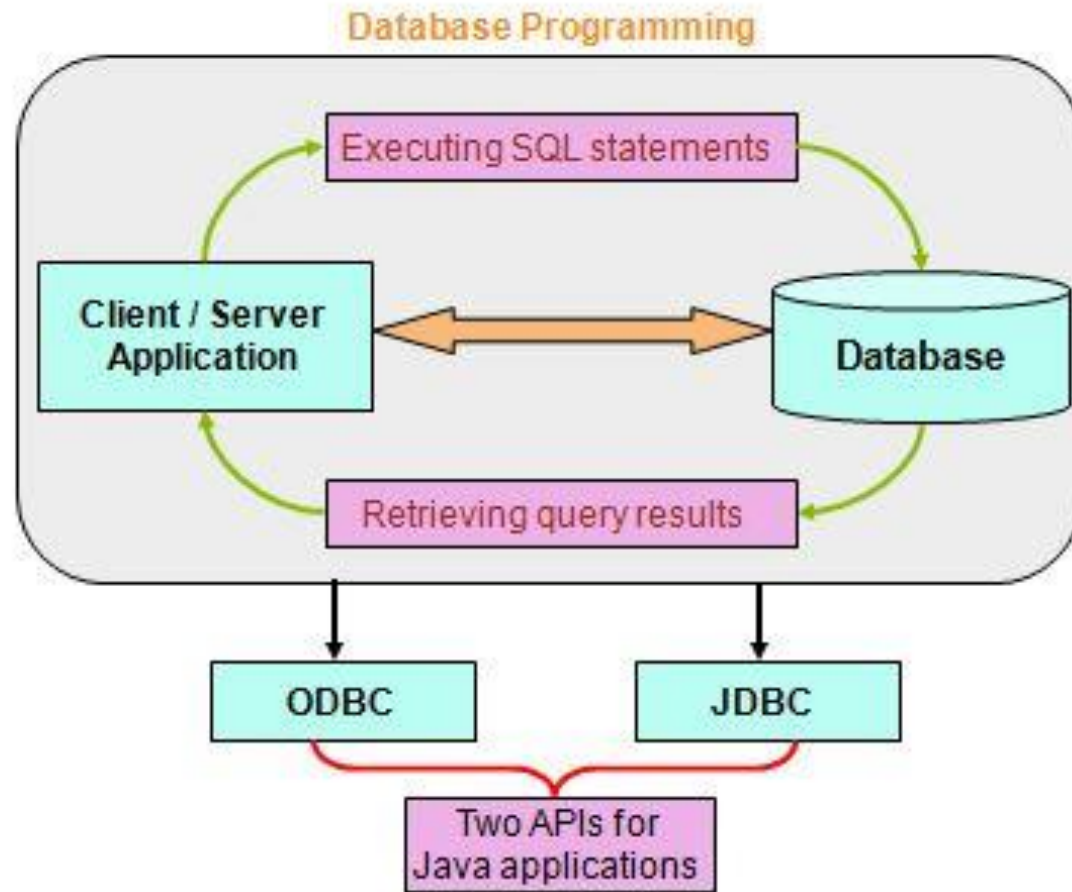 Database Programming
Executing SQL statements
Client / Server
Application
Database
Retrieving query results
ODBC
JDBC
Two APIs for
Java applications